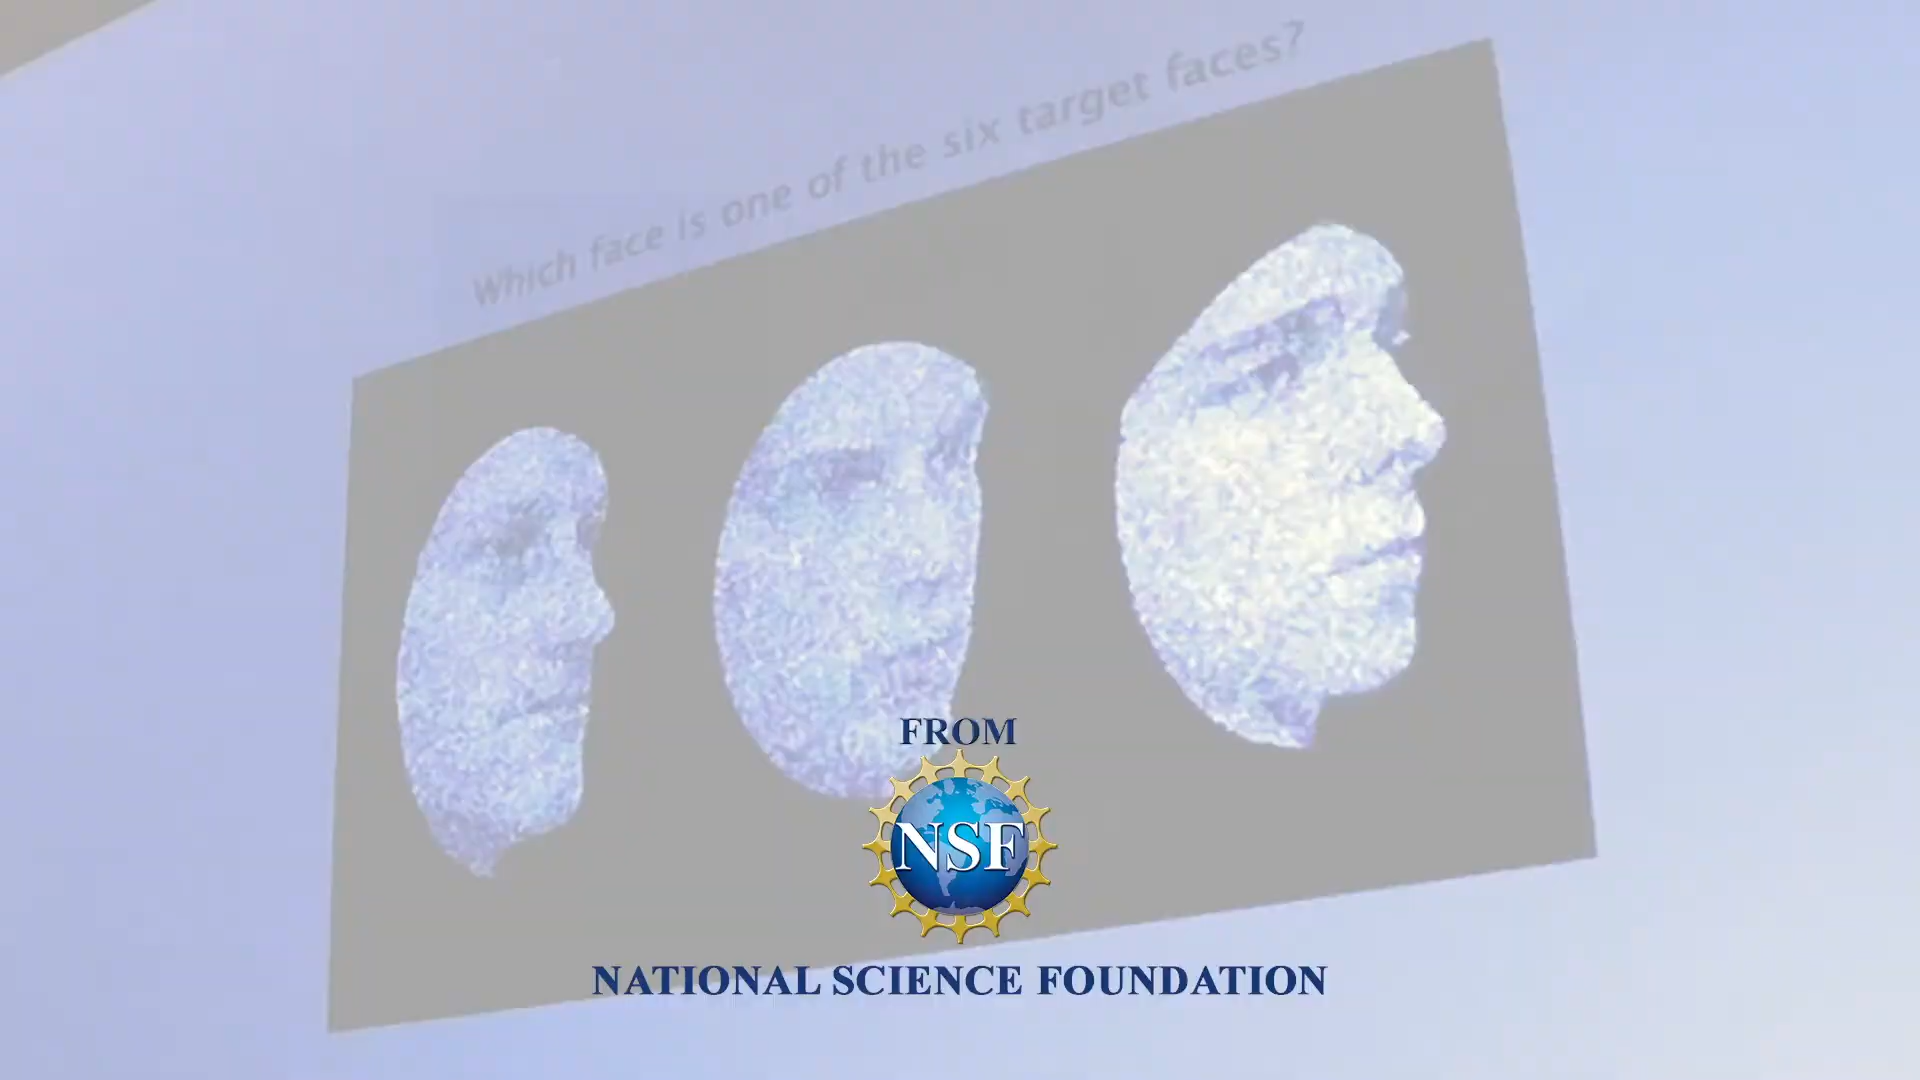 Which face is one of the six target faces?
FROM
NSF
NATIONAL SCIENCE FOUNDATION